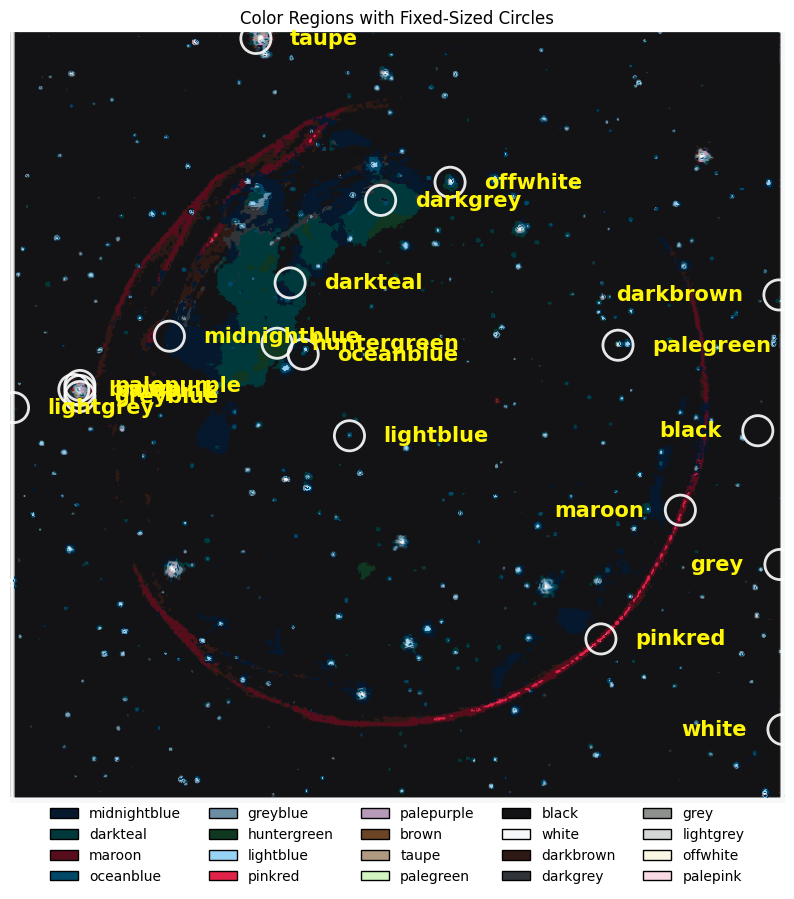 Color Regions with Fixed-Sized Circles
taupe
offwhite
darkgrey
darkteal
darkbrown
midnightblue
huntergreen
palegreen
oceanblue
palepurple
greyblue
lightgrey
black
lightblue
maroon
grey
pinkred
white
midnightblue greyblue palepurple black grey
darkteal huntergreen brown white lightgrey
maroon lightblue taupe darkbrown offwhite
oceanblue pinkred palegreen darkgrey palepink